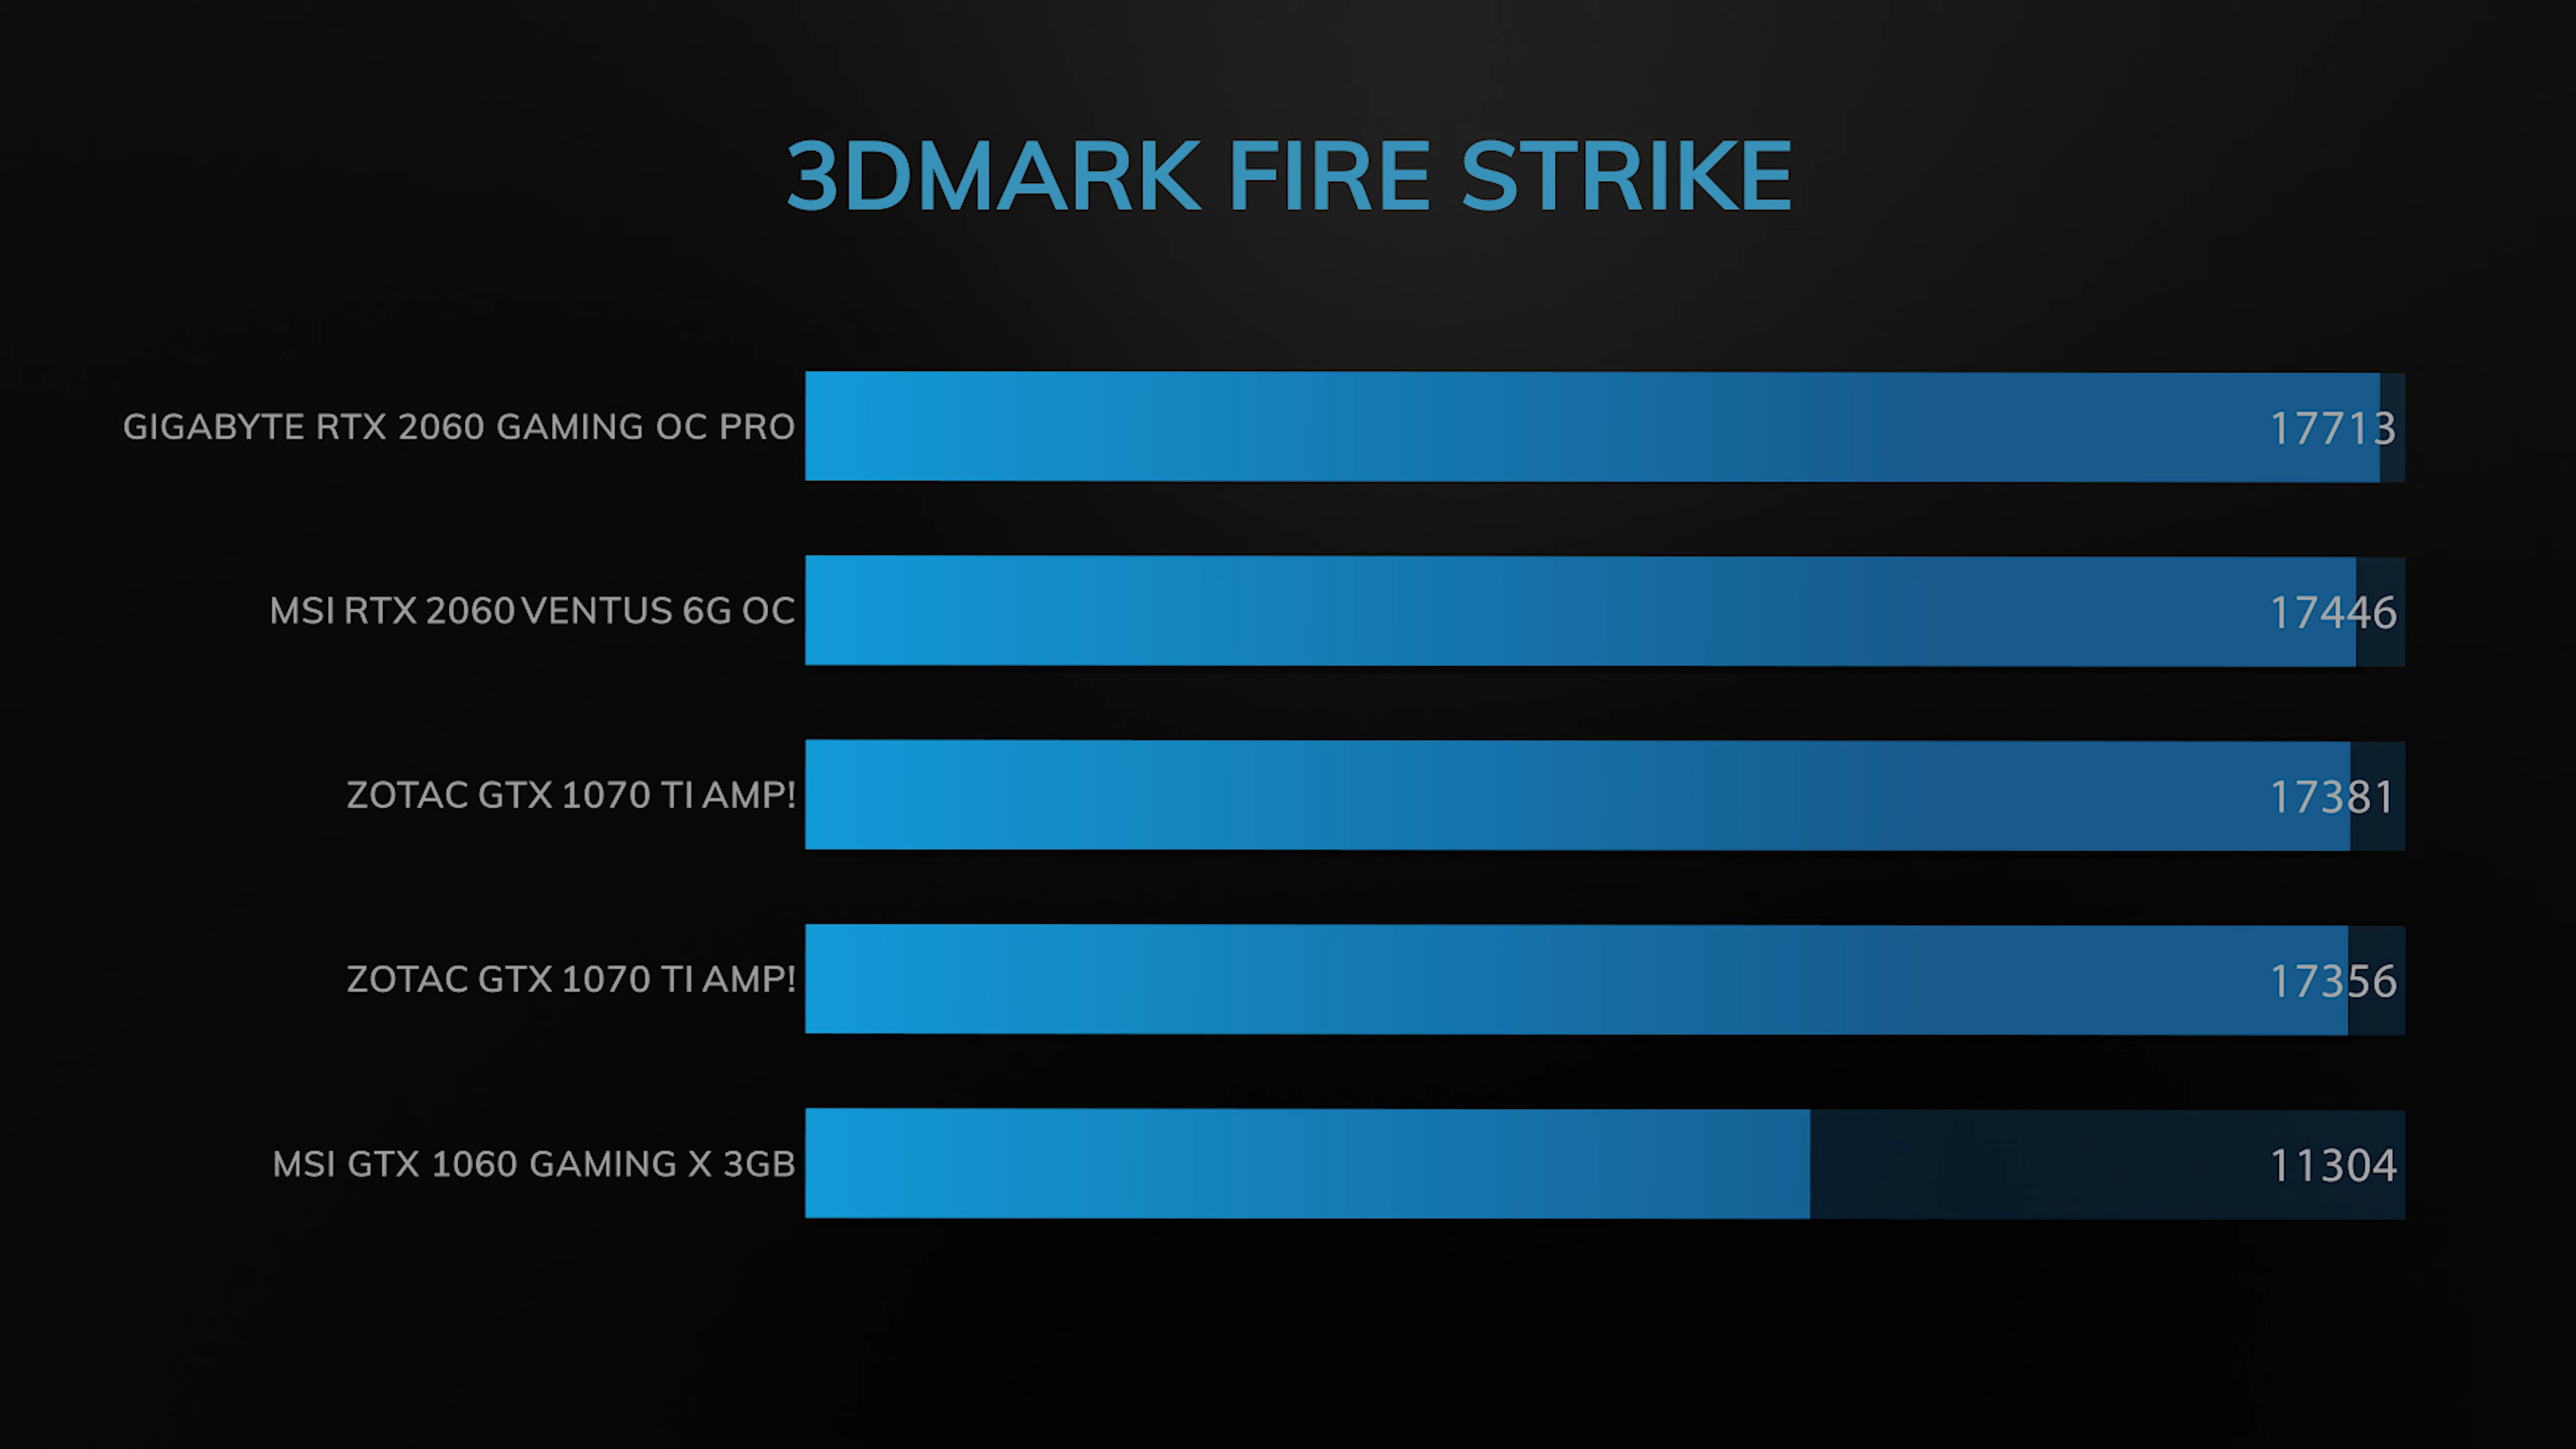 3DMARK FIRE STRIKE
GIGABYTE RTX 2060 GAMING OC PRO 17713
MSI RTX 2060 VENTUS 6G OC 17446
ZOTAC GTX 1070 TI AMP! 17381
ZOTAC GTX 1070 TI AMP! 17356
MSI GTX 1060 GAMING X 3GB 11304